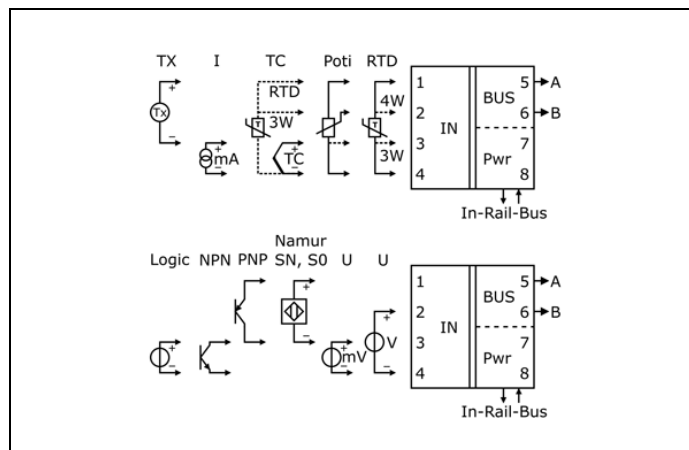 TX I TC Poti RTD
+ RTD 1 5 A
Tx 4W BUS
3W 2 6 B
T T IN
− 3 7
+ + 3W Pwr
mA TC
− − 4 8
In-Rail-Bus
Namur
Logic NPN PNP SN, S0 U U
+ 1 5 A
BUS
+ 2 6 B
IN
− 3 7
+ + V Pwr
mV
− − − 4 8
In-Rail-Bus